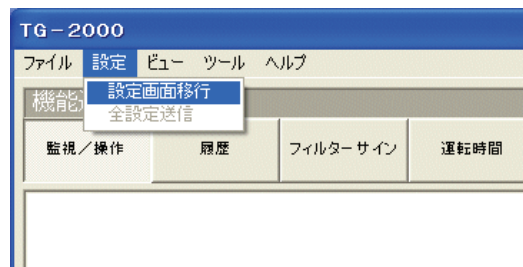 TG－2000
ファイル 設定 ビュー ツール ヘルプ
機能
設定画面移行
全設定送信
監視／操作 履歴 フィルターサイン 運転時間